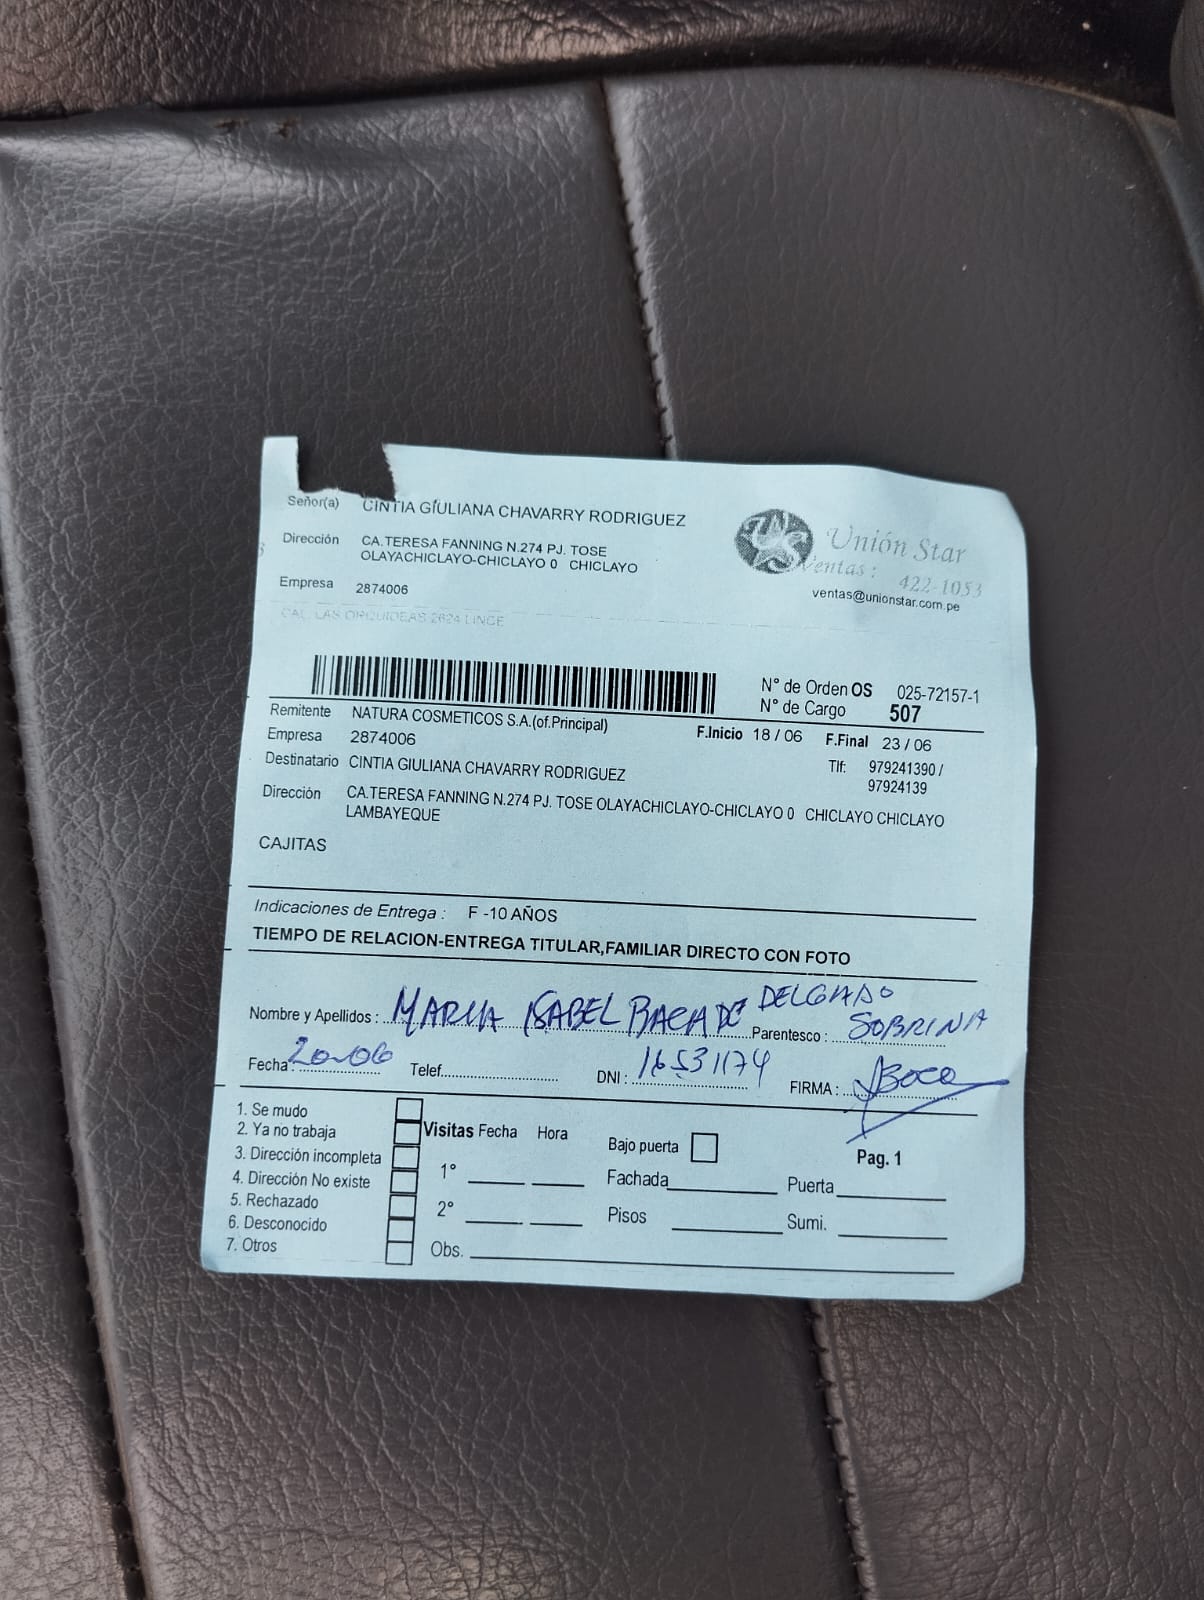 Señor(a) CINTIA GIULIANA CHAVARRY RODRIGUEZ
Dirección CA.TERESA FANNING N.274 PJ. TOSE
OLAYACHICLAYO-CHICLAYO 0 CHICLAYO
Empresa 2874006
CAL. LAS ORQUIDEAS 2624 LINCE
Unión Star
Ventas: 422-1053
ventas@unionstar.com.pe
N° de Orden OS 025-72157-1
N° de Cargo 507
Remitente NATURA COSMETICOS S.A.(of.Principal)
F.Inicio 18 / 06 F.Final 23 / 06
Empresa 2874006
Tlf: 979241390 /
97924139
Destinatario CINTIA GIULIANA CHAVARRY RODRIGUEZ
Dirección CA.TERESA FANNING N.274 PJ. TOSE OLAYACHICLAYO-CHICLAYO 0 CHICLAYO CHICLAYO
LAMBAYEQUE
CAJITAS
Indicaciones de Entrega : F -10 AÑOS
TIEMPO DE RELACION-ENTREGA TITULAR,FAMILIAR DIRECTO CON FOTO
Nombre y Apellidos : MARIA ISABEL BACA DE DELGADO Parentesco : SOBRINA
Fecha: 20-06 Telef. DNI : 16531174 FIRMA : Baca
1. Se mudo
2. Ya no trabaja
3. Dirección incompleta
4. Dirección No existe
5. Rechazado
6. Desconocido
7. Otros
Visitas Fecha Hora
1°
2°
Obs.
Bajo puerta
Fachada
Pisos
Pag. 1
Puerta
Sumi.